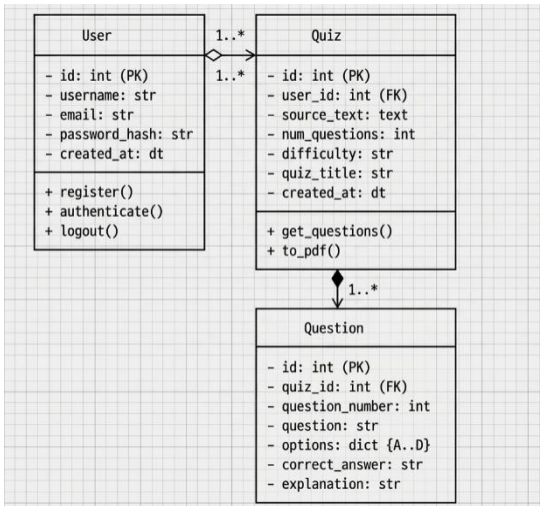 User
- id: int (PK)
- username: str
- email: str
- password_hash: str
- created_at: dt
+ register()
+ authenticate()
+ logout()
1..*
1..*
Quiz
- id: int (PK)
- user_id: int (FK)
- source_text: text
- num_questions: int
- difficulty: str
- quiz_title: str
- created_at: dt
+ get_questions()
+ to_pdf()
1..*
Question
- id: int (PK)
- quiz_id: int (FK)
- question_number: int
- question: str
- options: dict {A..D}
- correct_answer: str
- explanation: str